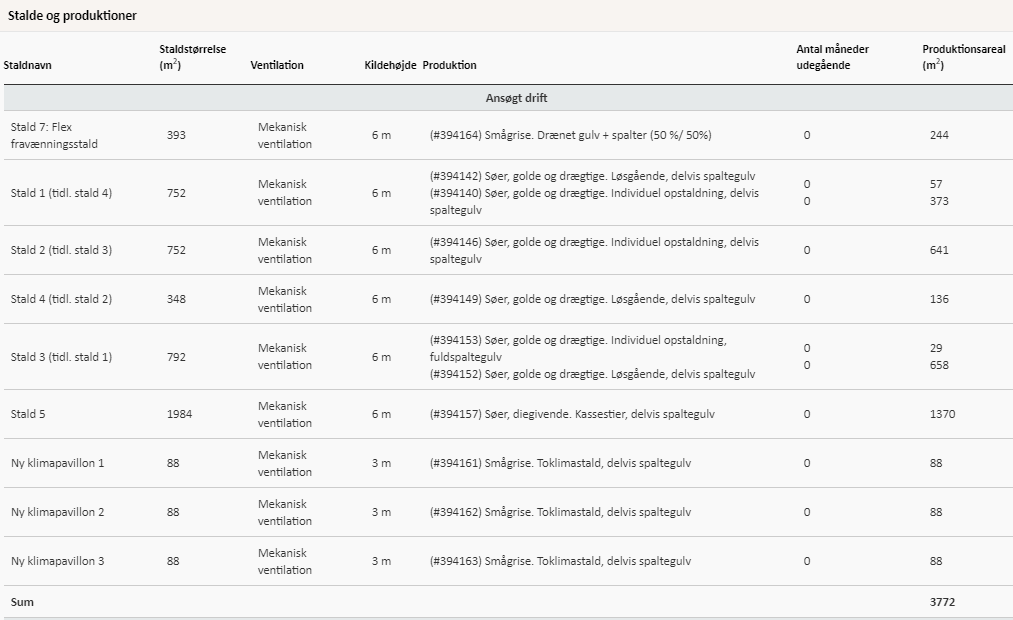 Stalde og produktioner
Staldnavn Staldstørrelse (m²) Ventilation Kildehøjde Produktion Antal måneder udegående Produktionsareal (m²)
Ansøgt drift
Stald 7: Flex fravænningsstald 393 Mekanisk ventilation 6 m (#394164) Smågrise. Drænet gulv + spalter (50 %/ 50%) 0 244
Stald 1 (tidl. stald 4) 752 Mekanisk ventilation 6 m (#394142) Søer, golde og drægtige. Løsgående, delvis spaltegulv 0 57
(#394140) Søer, golde og drægtige. Individuel opstaldning, delvis spaltegulv 0 373
Stald 2 (tidl. stald 3) 752 Mekanisk ventilation 6 m (#394146) Søer, golde og drægtige. Individuel opstaldning, delvis spaltegulv 0 641
Stald 4 (tidl. stald 2) 348 Mekanisk ventilation 6 m (#394149) Søer, golde og drægtige. Løsgående, delvis spaltegulv 0 136
Stald 3 (tidl. stald 1) 792 Mekanisk ventilation 6 m (#394153) Søer, golde og drægtige. Individuel opstaldning, fuldspaltegulv 0 29
(#394152) Søer, golde og drægtige. Løsgående, delvis spaltegulv 0 658
Stald 5 1984 Mekanisk ventilation 6 m (#394157) Søer, diegivende. Kassestier, delvis spaltegulv 0 1370
Ny klimapavillon 1 88 Mekanisk ventilation 3 m (#394161) Smågrise. Toklimastald, delvis spaltegulv 0 88
Ny klimapavillon 2 88 Mekanisk ventilation 3 m (#394162) Smågrise. Toklimastald, delvis spaltegulv 0 88
Ny klimapavillon 3 88 Mekanisk ventilation 3 m (#394163) Smågrise. Toklimastald, delvis spaltegulv 0 88
Sum 3772